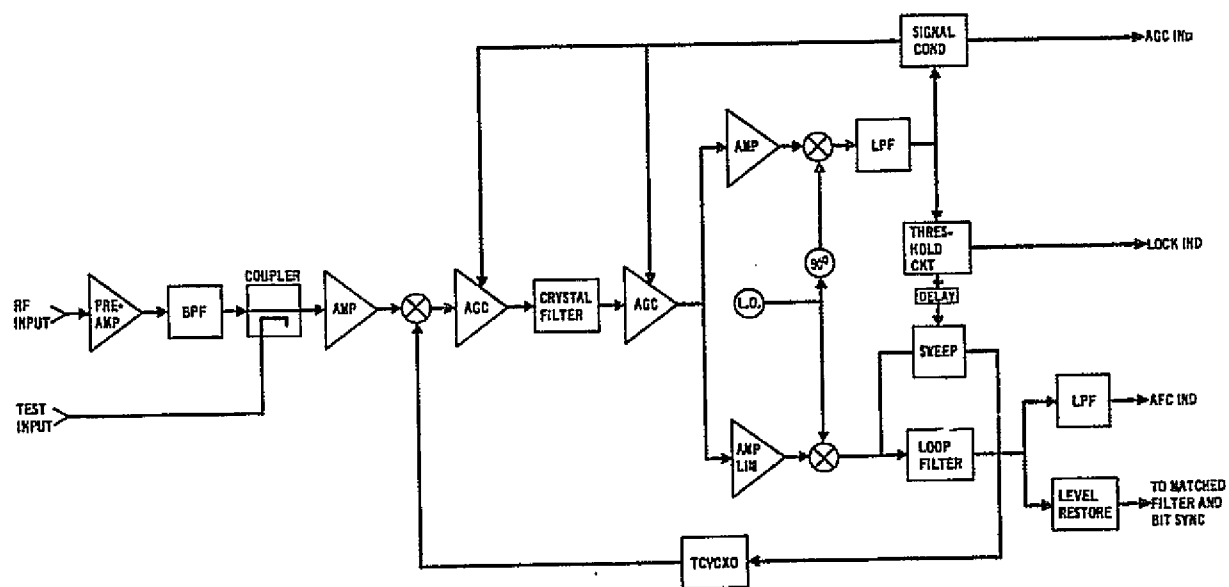 SIGNAL
COND
AGC IND
AMP
LPF
THRES-
HOLD
CKT
LOCK IND
COUPLER
90°
DELAY
RF
INPUT
PRE-
AMP
BPF
AMP
AGC
CRYSTAL
FILTER
AGC
L.O.
SWEEP
TEST
INPUT
LPF
AFC IND
AMP
LIM
LOOP
FILTER
LEVEL
RESTORE
TO MATCHED
FILTER AND
BIT SYNC
TCVCXO